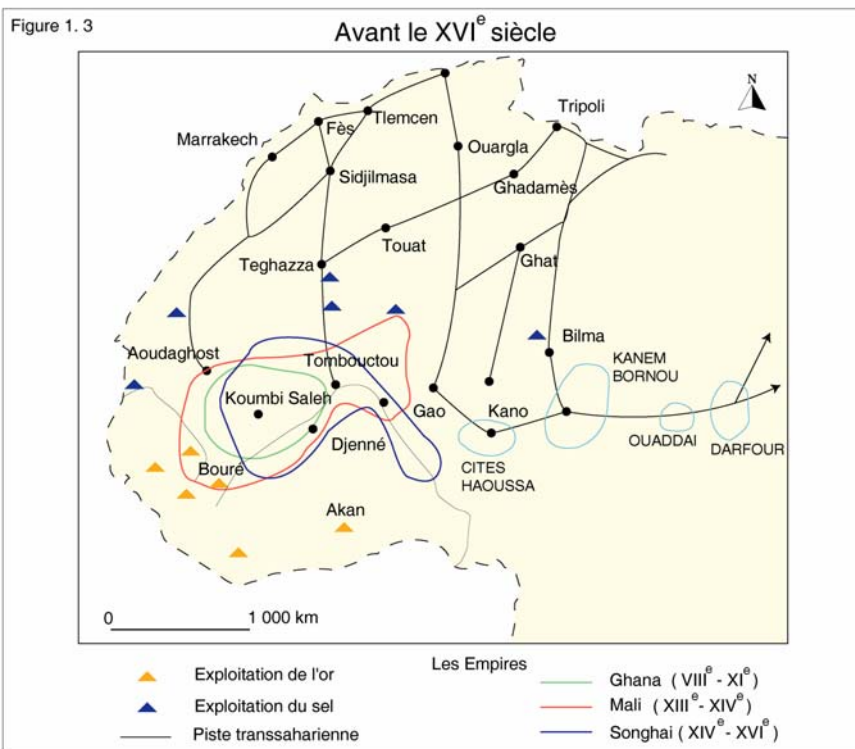 Figure 1. 3
Avant le XVIe siècle
N
Tripoli
Tlemcen
Fès
Marrakech
Ouargla
Sidjilmasa
Ghadamès
Touat
Teghazza
Ghat
Bilma
Aoudaghost
Tombouctou
KANEM
BORNOU
Koumbi Saleh
Gao
Kano
Djenné
OUADDAI
DARFOUR
Bouré
CITES
HAOUSSA
Akan
0 1 000 km
Les Empires
Exploitation de l'or
Exploitation du sel
Piste transsaharienne
Ghana (VIIIe - XIe)
Mali (XIIIe - XIVe)
Songhai (XIVe - XVIe)